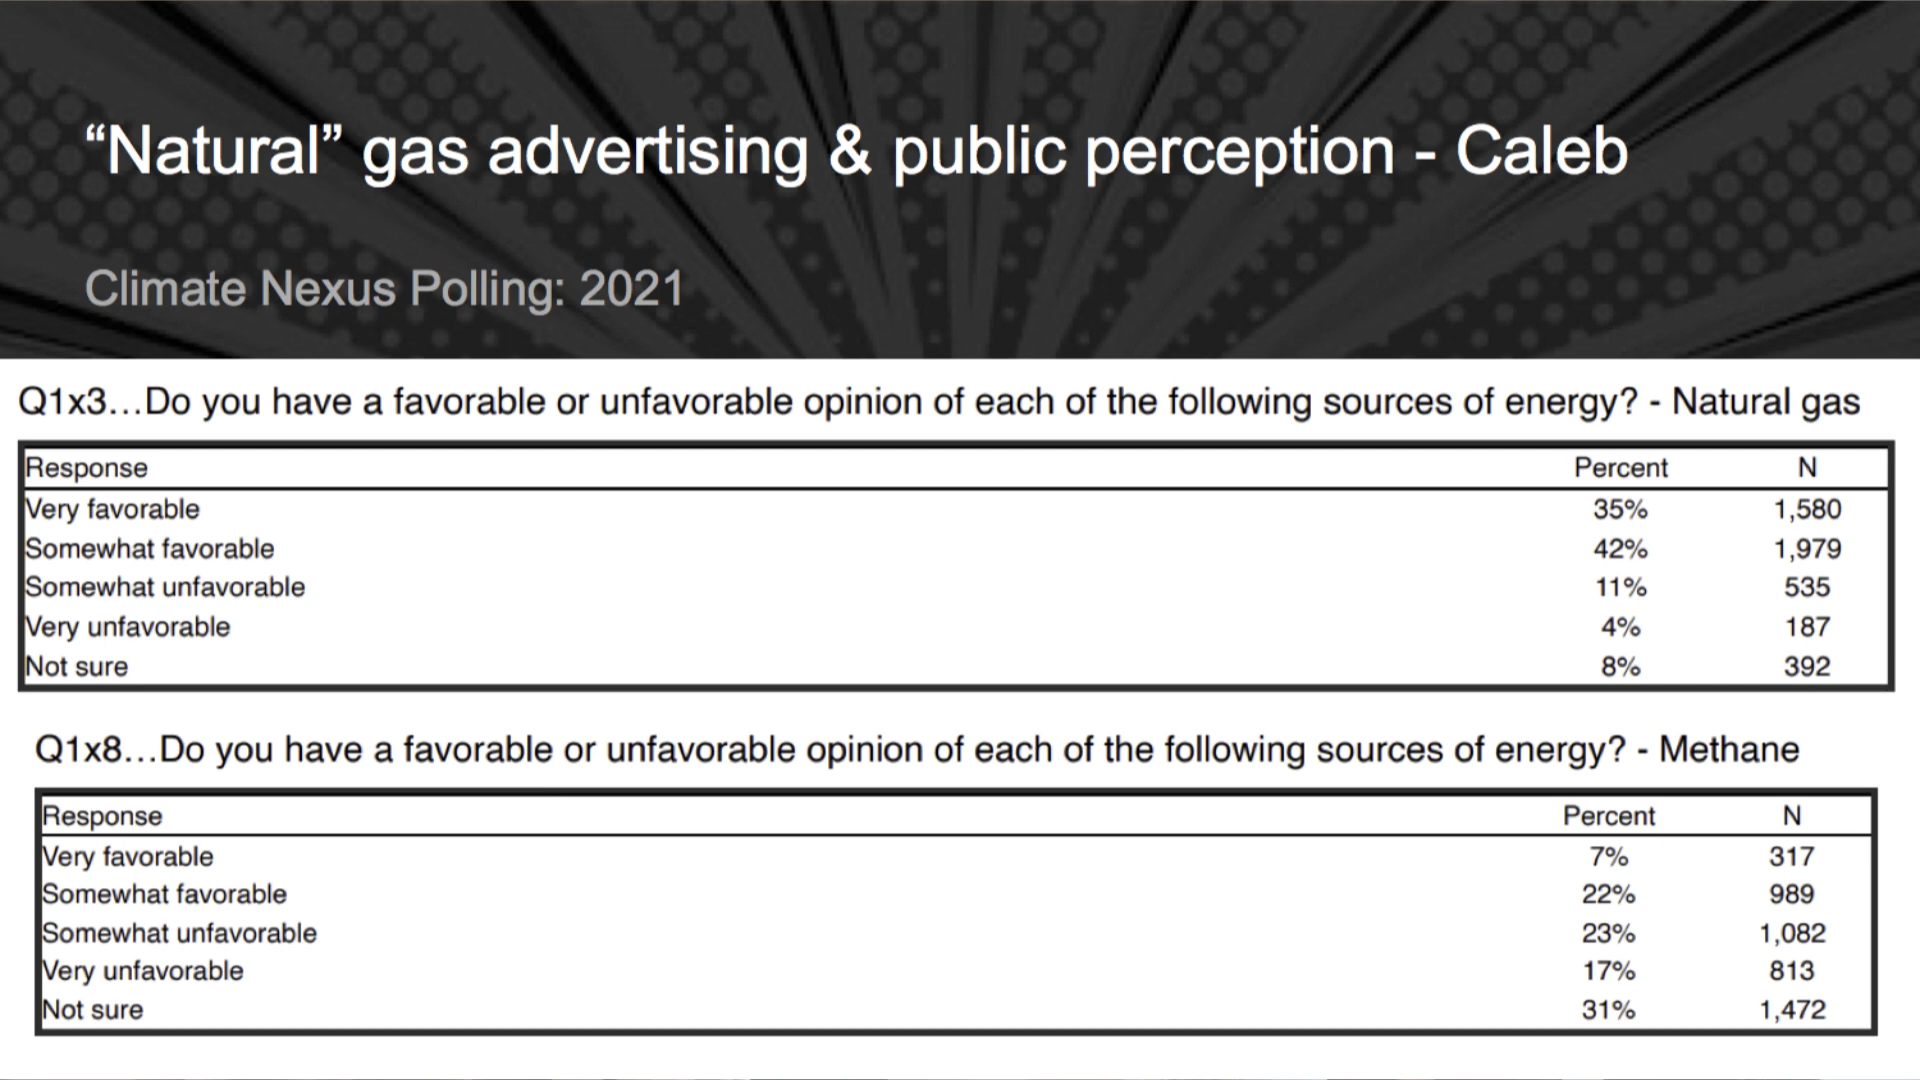 “Natural” gas advertising & public perception - Caleb
Climate Nexus Polling: 2021
Q1x3…Do you have a favorable or unfavorable opinion of each of the following sources of energy? - Natural gas
Response Percent N
Very favorable 35% 1,580
Somewhat favorable 42% 1,979
Somewhat unfavorable 11% 535
Very unfavorable 4% 187
Not sure 8% 392
Q1x8…Do you have a favorable or unfavorable opinion of each of the following sources of energy? - Methane
Response Percent N
Very favorable 7% 317
Somewhat favorable 22% 989
Somewhat unfavorable 23% 1,082
Very unfavorable 17% 813
Not sure 31% 1,472